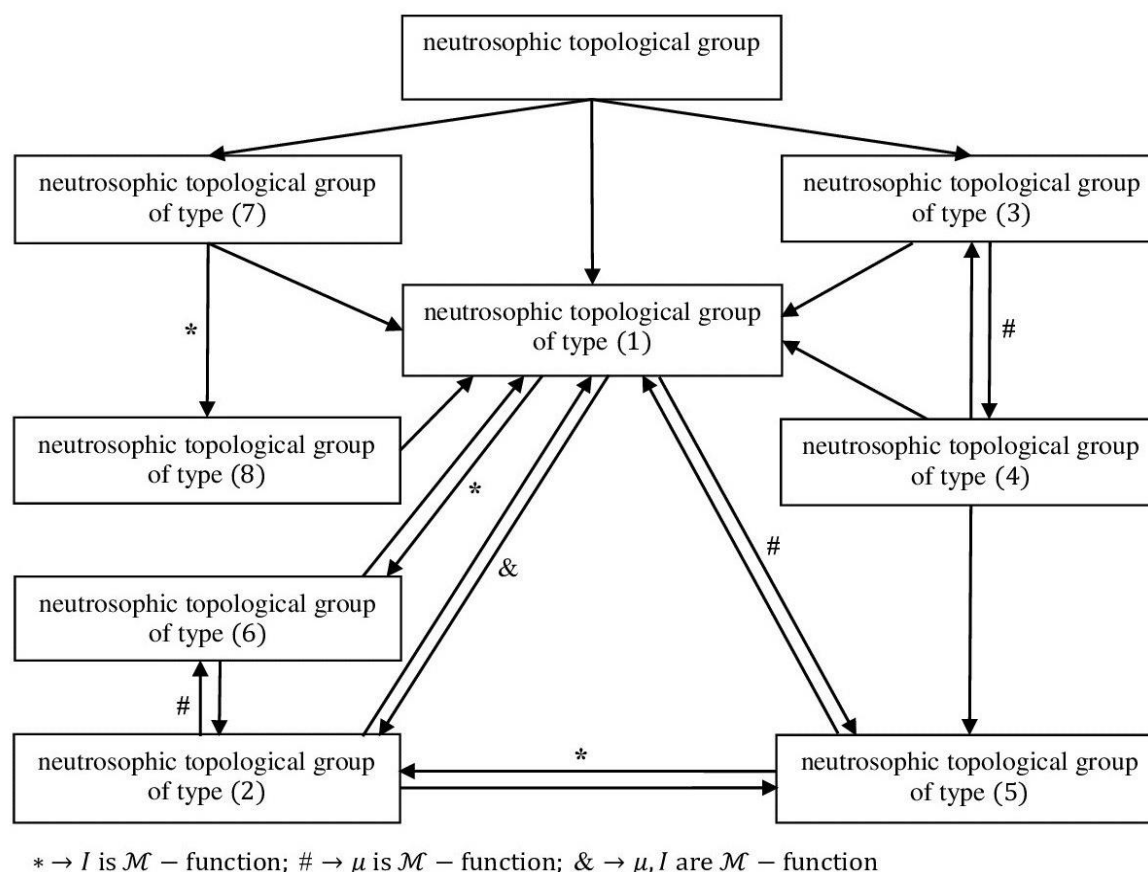 neutrosophic topological group
neutrosophic topological group
of type (7)
neutrosophic topological group
of type (3)
neutrosophic topological group
of type (1)
*
#
neutrosophic topological group
of type (8)
neutrosophic topological group
of type (4)
*
#
&
neutrosophic topological group
of type (6)
#
neutrosophic topological group
of type (2)
*
neutrosophic topological group
of type (5)
* → I is ℳ − function; # → μ is ℳ − function; & → μ, I are ℳ − function